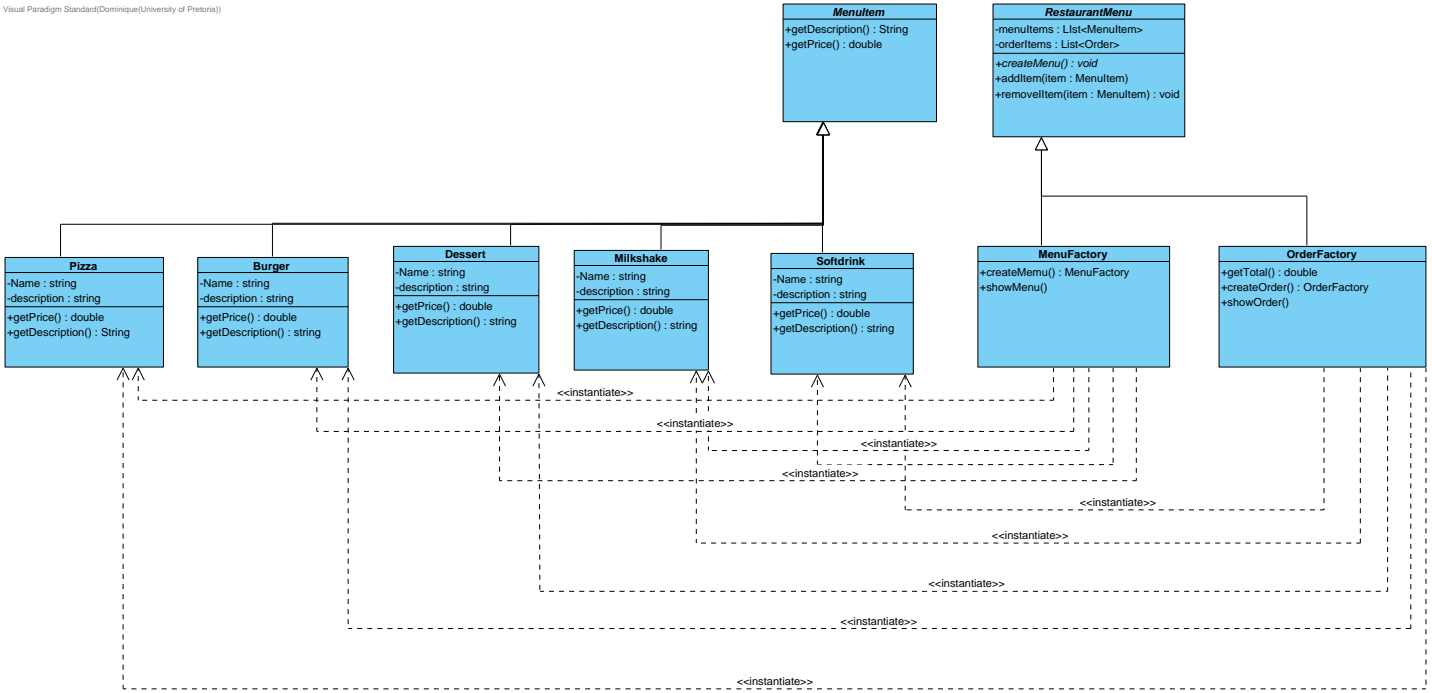 Visual Paradigm Standard(Dominique(University of Pretoria))
MenuItem
+getDescription() : String
+getPrice() : double
RestaurantMenu
-menuItems : LIst<MenuItem>
-orderItems : List<Order>
+createMenu() : void
+addItem(item : MenuItem)
+removeIItem(item : MenuItem) : void
Pizza
-Name : string
-description : string
+getPrice() : double
+getDescription() : String
Burger
-Name : string
-description : string
+getPrice() : double
+getDescription() : string
Dessert
-Name : string
-description : string
+getPrice() : double
+getDescription() : string
Milkshake
-Name : string
-description : string
+getPrice() : double
+getDescription() : string
Softdrink
-Name : string
-description : string
+getPrice() : double
+getDescription() : string
MenuFactory
+createMemu() : MenuFactory
+showMenu()
OrderFactory
+getTotal() : double
+createOrder() : OrderFactory
+showOrder()
<<instantiate>>
<<instantiate>>
<<instantiate>>
<<instantiate>>
<<instantiate>>
<<instantiate>>
<<instantiate>>
<<instantiate>>
<<instantiate>>